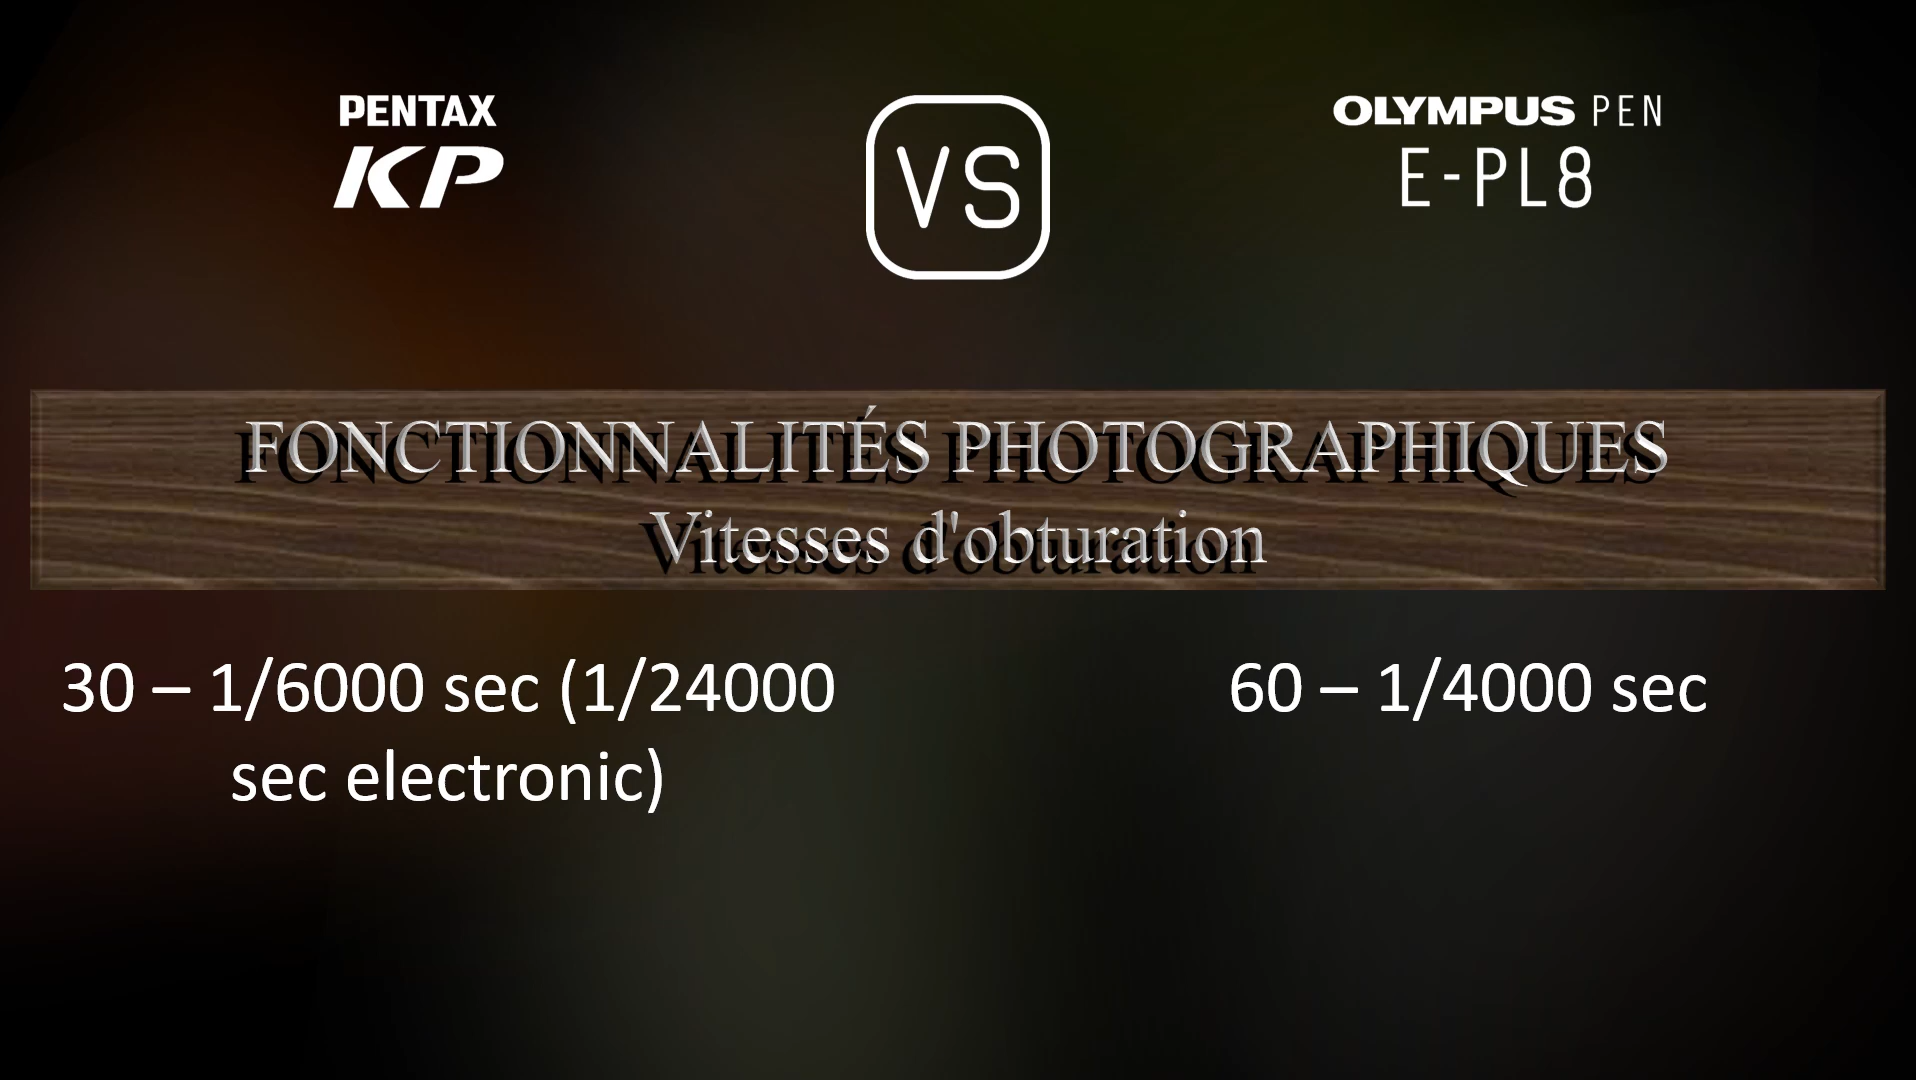 PENTAX
KP
VS
OLYMPUS PEN
E-PL8
FONCTIONNALITÉS PHOTOGRAPHIQUES
Vitesses d'obturation
30 – 1/6000 sec (1/24000
sec electronic)
60 – 1/4000 sec